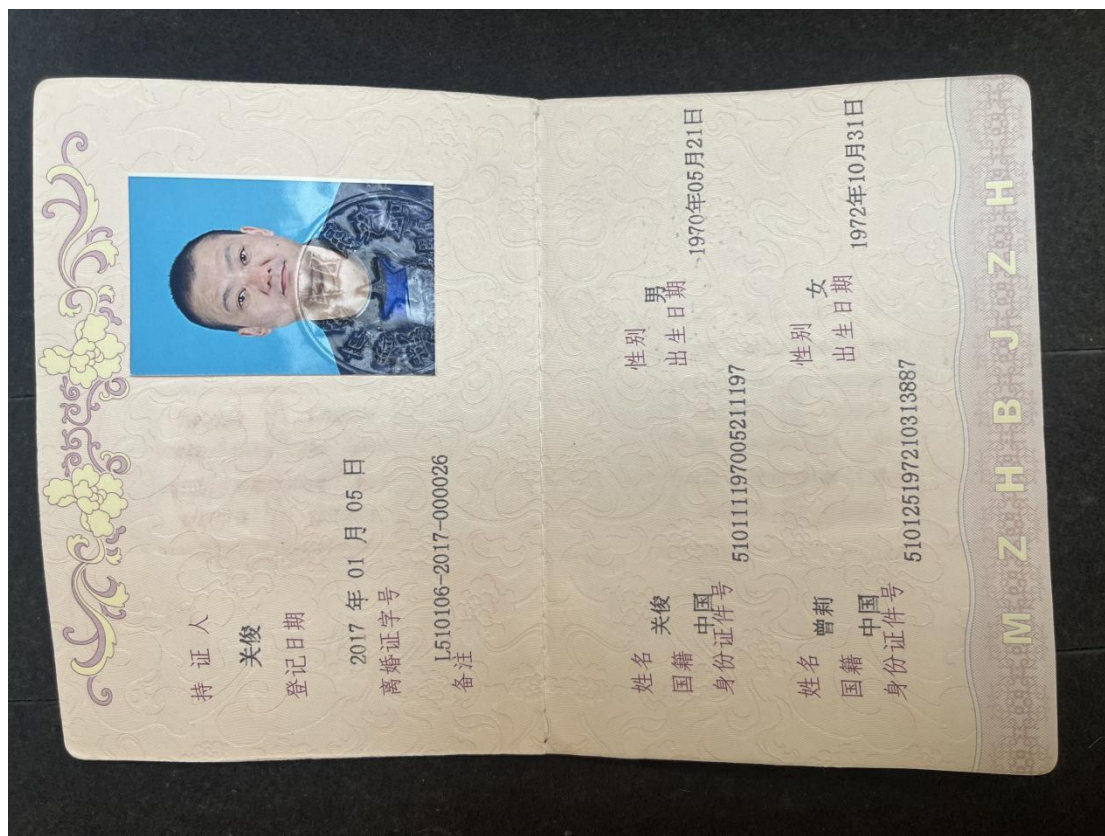 持证人
关俊
登记日期
2017 年 01 月 05 日
离婚证字号
L510106-2017-000026
备注
姓名 关俊 性别 男
国籍 中国 出生日期 1970年05月21日
身份证件号 510111197005211197
姓名 曾莉 性别 女
国籍 中国 出生日期 1972年10月31日
身份证件号 510125197210313887
M Z H B J Z H